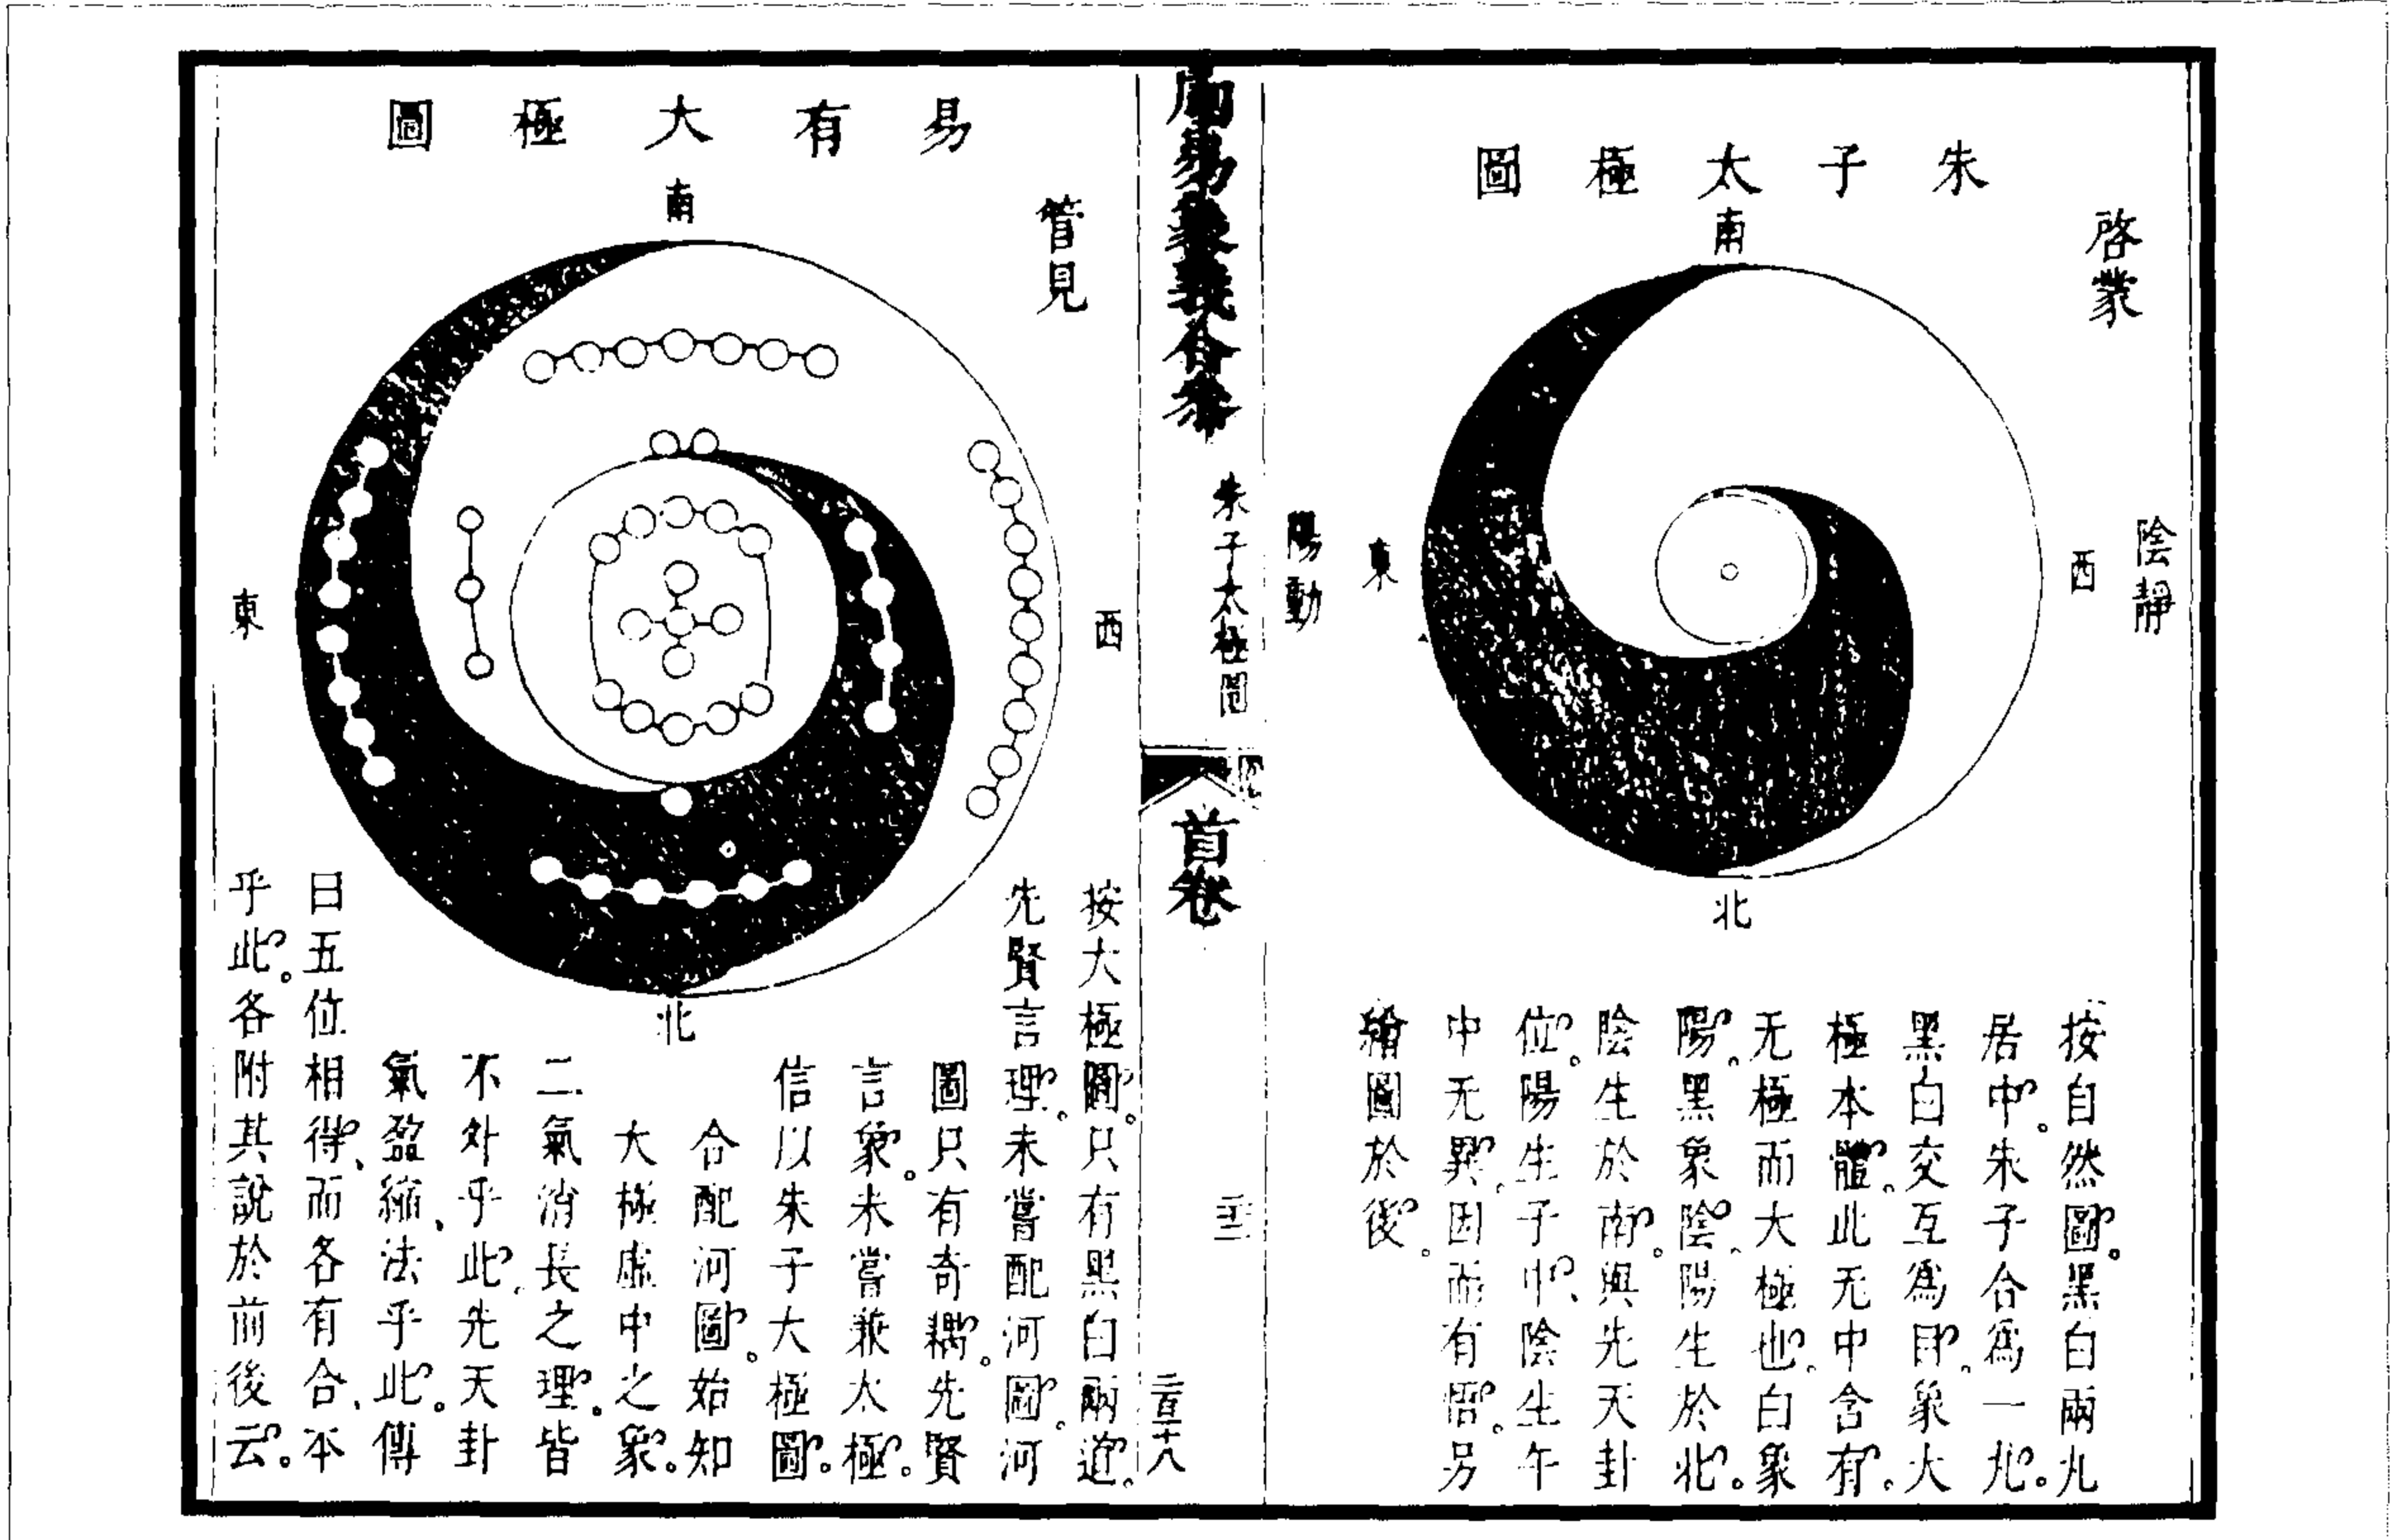 朱子太極圖
啓蒙
南
陰靜
西
陽動
東
北
按自然圖黑白兩丸
居中朱子合爲一丸
黑白交互爲目象大
極本體此无中含有
无極而大極也白象
陽黑象陰陽生於北
陰生於南與先天卦
位陽生子中陰生午
中无異因而有悟另
繪圖於後
周易象義合參
朱子太極圖
首卷
易有大極圖
管見
南
西
東
北
按大極圖只有黑白兩遊
先賢言理未嘗配河圖河
圖只有奇耦先賢
言象未嘗兼太極
信以朱子大極圖
合配河圖始知
大極虛中之象
二氣消長之理皆
不外乎此先天卦
氣盈縮法乎此傳
曰五位相得而各有合本
乎此各附其說於前後云